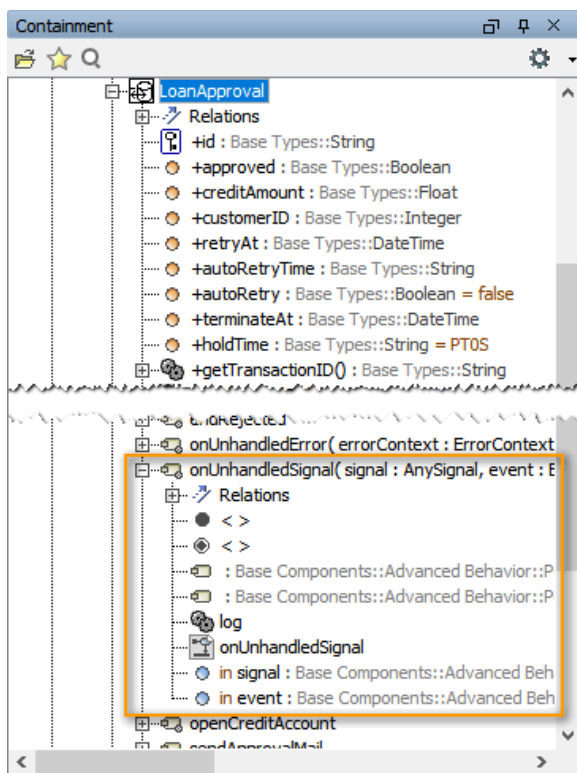 Containment
LoanApproval
Relations
+id : Base Types::String
+approved : Base Types::Boolean
+creditAmount : Base Types::Float
+customerID : Base Types::Integer
+retryAt : Base Types::DateTime
+autoRetryTime : Base Types::String
+autoRetry : Base Types::Boolean = false
+terminateAt : Base Types::DateTime
+holdTime : Base Types::String = PT0S
+getTransactionID() : Base Types::String
endRejected
onUnhandledError( errorContext : ErrorContext
onUnhandledSignal( signal : AnySignal, event : E
Relations
< >
< >
: Base Components::Advanced Behavior::P
: Base Components::Advanced Behavior::P
log
onUnhandledSignal
in signal : Base Components::Advanced Beh
in event : Base Components::Advanced Beh
openCreditAccount
sendApprovalMail